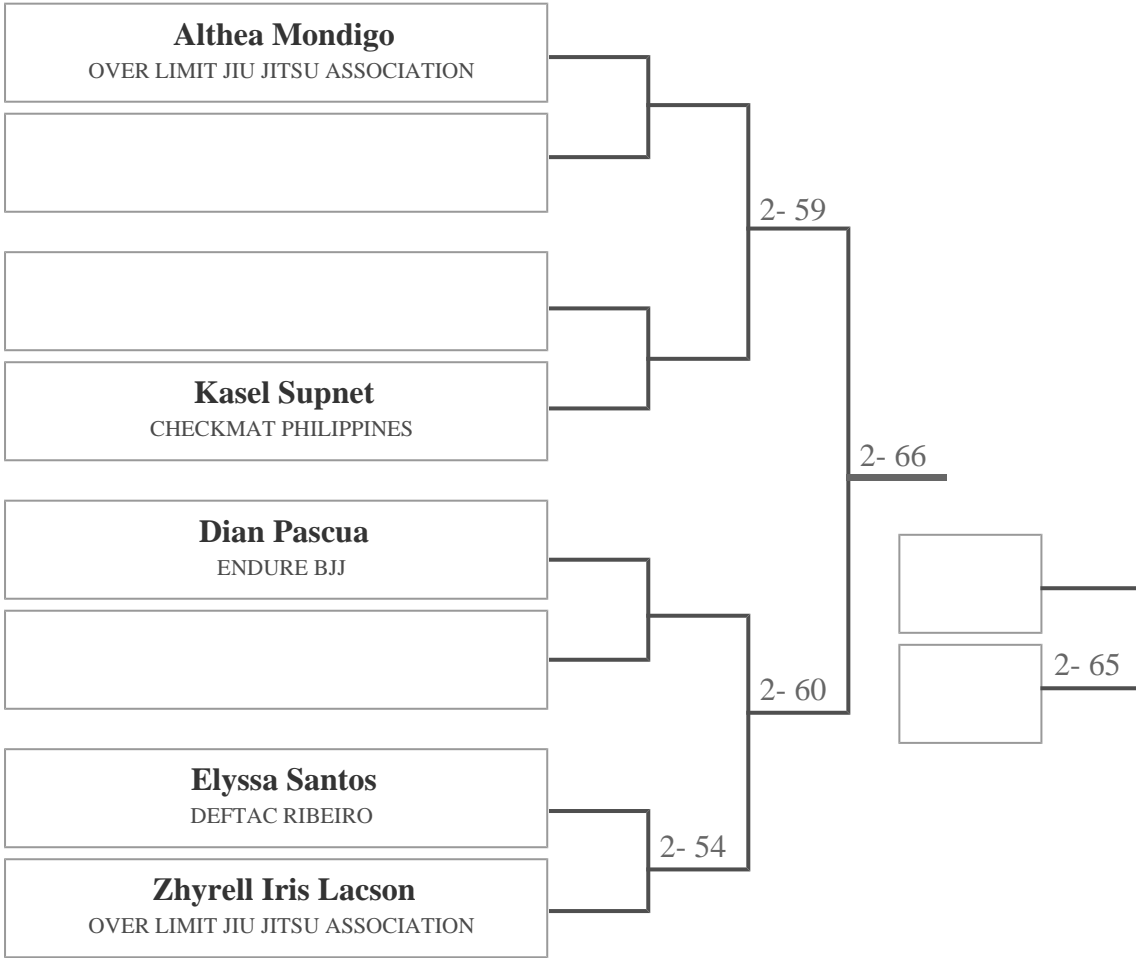 Althea Mondigo
OVER LIMIT JIU JITSU ASSOCIATION
2- 59
Kasel Supnet
CHECKMAT PHILIPPINES
2- 66
Dian Pascua
ENDURE BJJ
2- 65
2- 60
Elyssa Santos
DEFTAC RIBEIRO
2- 54
Zhyrell Iris Lacson
OVER LIMIT JIU JITSU ASSOCIATION